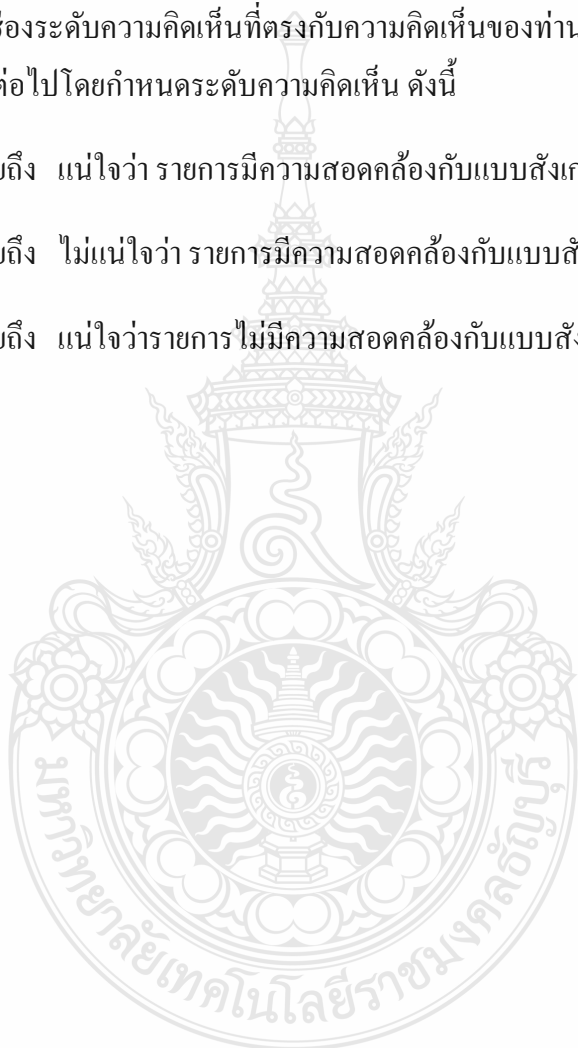 ช่องระดับความคิดเห็นที่ตรงกับความคิดเห็นของท่าน
ต่อไปโดยกำหนดระดับความคิดเห็น ดังนี้
ยถึง แน่ใจว่า รายการมีความสอดคล้องกับแบบสังเก
ยถึง ไม่แน่ใจว่า รายการมีความสอดคล้องกับแบบสั
ยถึง แน่ใจว่ารายการไม่มีความสอดคล้องกับแบบสัง
มหาวิทยาลัยเทคโนโลยีราชมงคลธัญบุรี